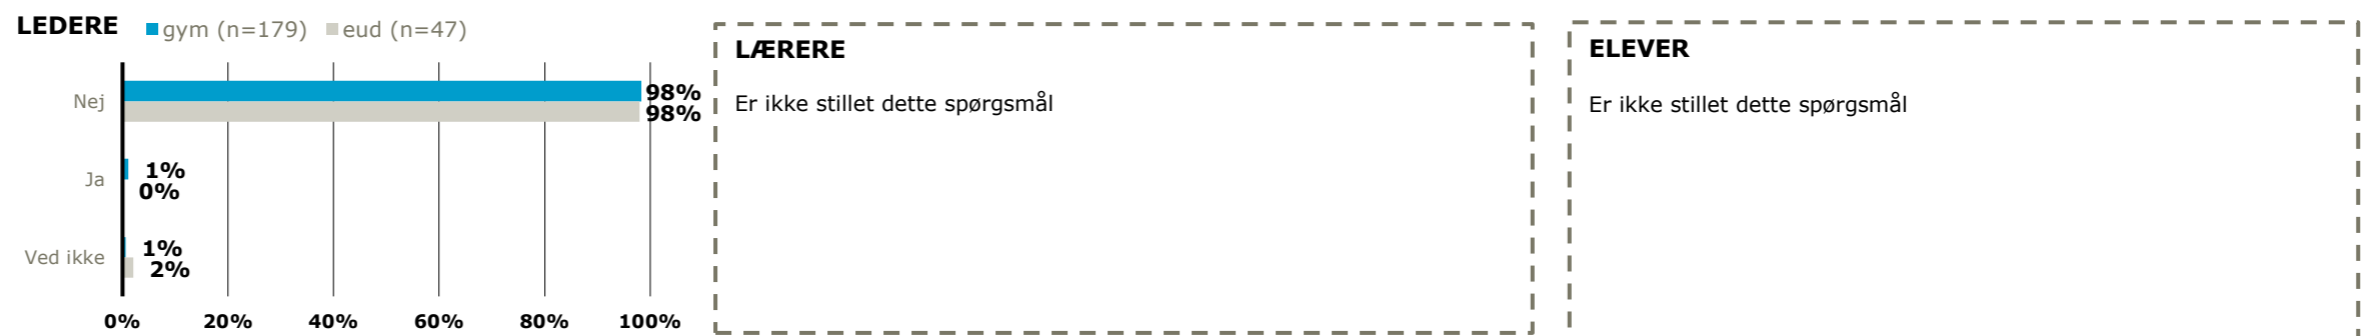 LEDERE gym (n=179) eud (n=47)
Nej 98%
98%
Ja 1%
0%
Ved ikke 1%
2%
0% 20% 40% 60% 80% 100%
LÆRERE
Er ikke stillet dette spørgsmål
ELEVER
Er ikke stillet dette spørgsmål